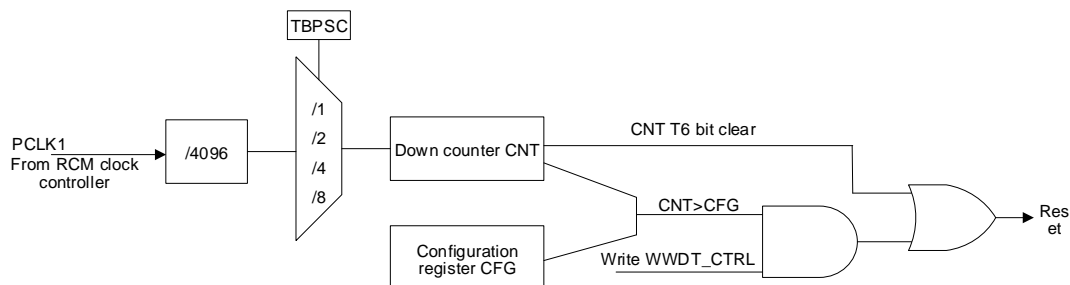 TBPSC
/1
/2
/4
/8
PCLK1
From RCM clock
controller
/4096
Down counter CNT
CNT T6 bit clear
CNT>CFG
Configuration
register CFG
Write WWDT_CTRL
Res
et